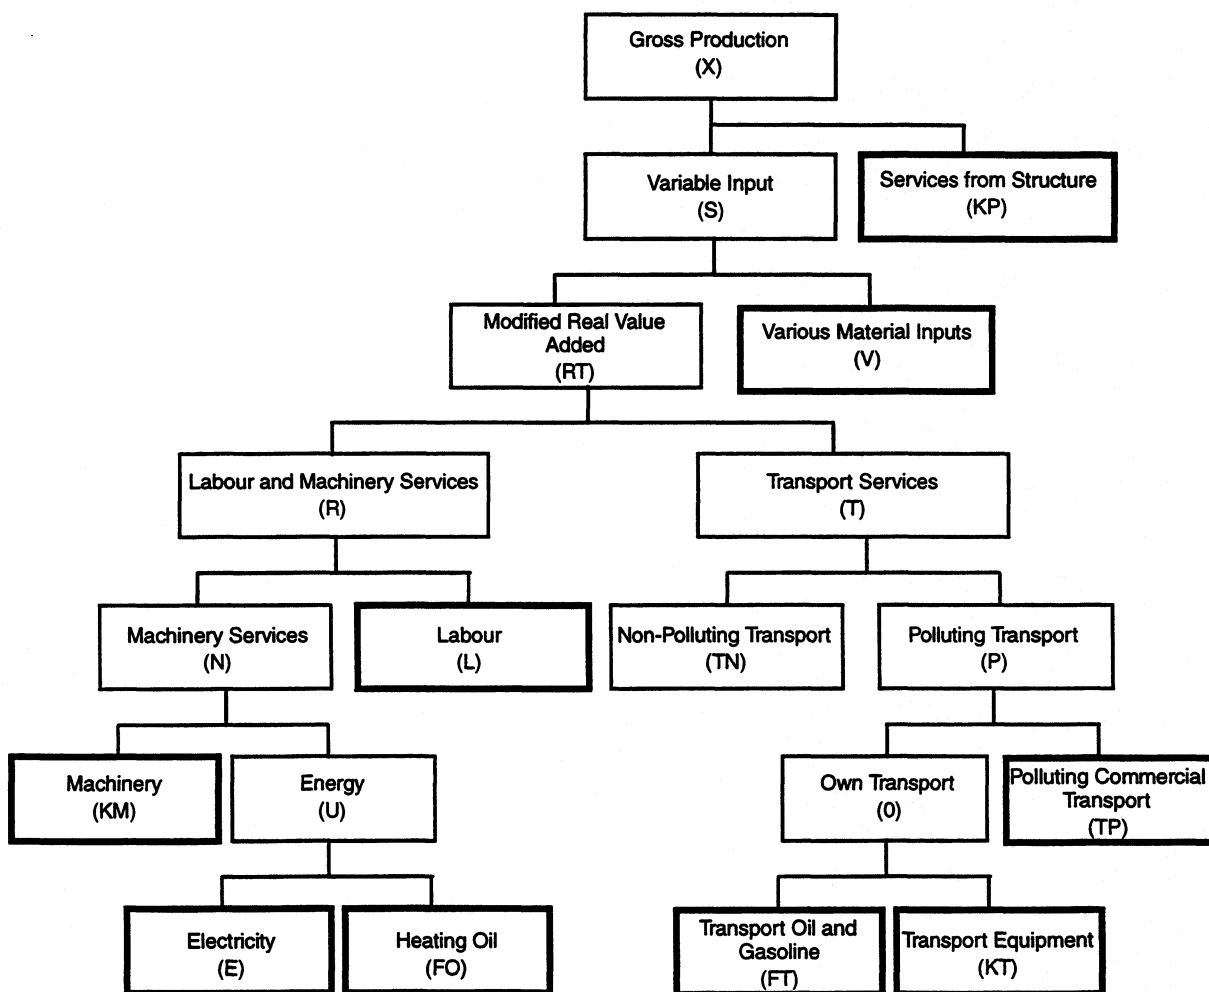 Gross Production
(X)
Variable Input
(S)
Services from Structure
(KP)
Modified Real Value
Added
(RT)
Various Material Inputs
(V)
Labour and Machinery Services
(R)
Transport Services
(T)
Machinery Services
(N)
Labour
(L)
Non-Polluting Transport
(TN)
Polluting Transport
(P)
Machinery
(KM)
Energy
(U)
Own Transport
(0)
Polluting Commercial
Transport
(TP)
Electricity
(E)
Heating Oil
(FO)
Transport Oil and
Gasoline
(FT)
Transport Equipment
(KT)